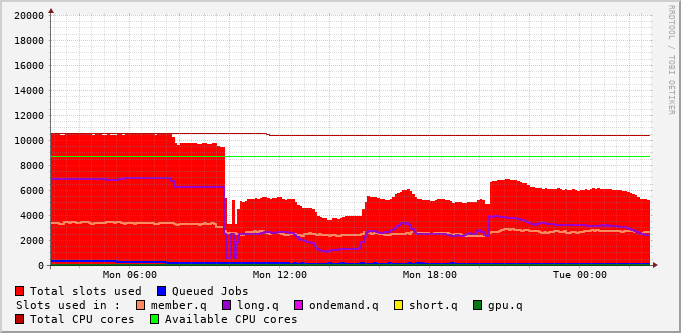 20000
18000
16000
14000
12000
10000
8000
6000
4000
2000
0
Mon 06:00 Mon 12:00 Mon 18:00 Tue 00:00
Total slots used Queued Jobs
Slots used in : member.q long.q ondemand.q short.q gpu.q
Total CPU cores Available CPU cores
RRDTOOL / TOBI OETIKER